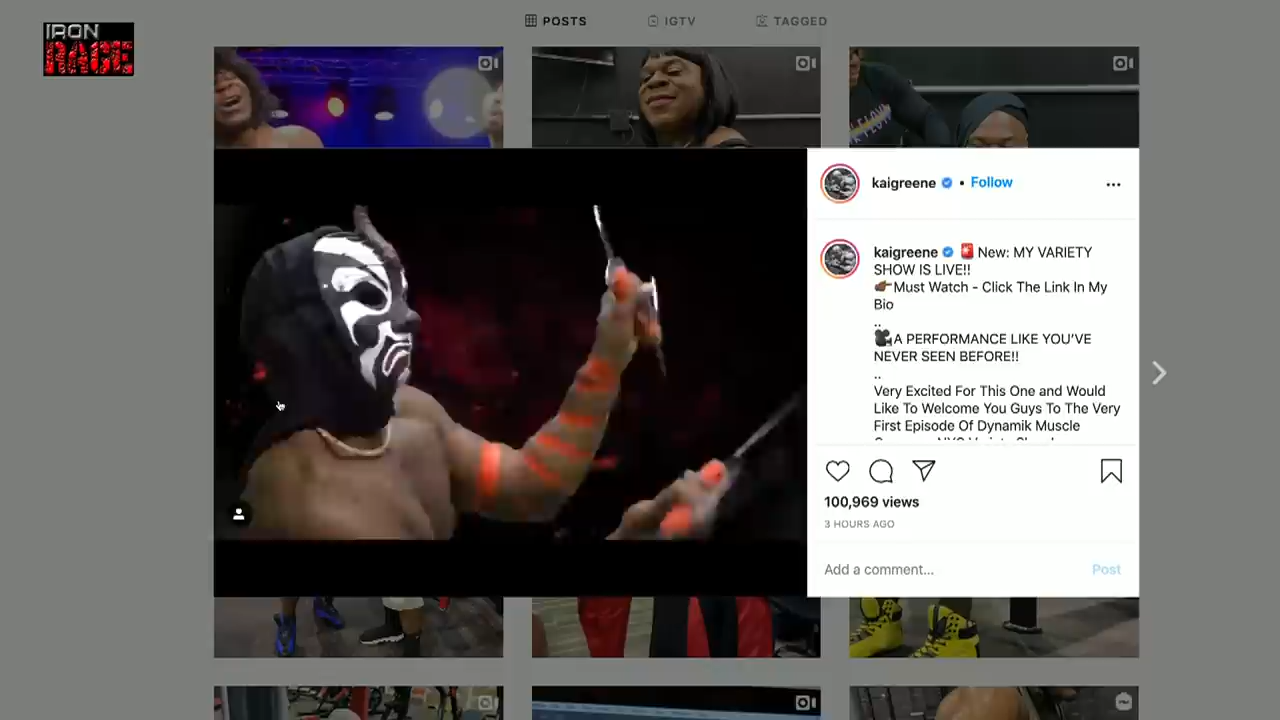 IRON
RAGE
POSTS
IGTV
TAGGED
kaigreene • Follow
kaigreene 🚨 New: MY VARIETY
SHOW IS LIVE!!
👉🏾Must Watch - Click The Link In My
Bio
..
🎥A PERFORMANCE LIKE YOU'VE
NEVER SEEN BEFORE!!
..
Very Excited For This One and Would
Like To Welcome You Guys To The Very
First Episode Of Dynamik Muscle
100,969 views
3 HOURS AGO
Add a comment...
Post